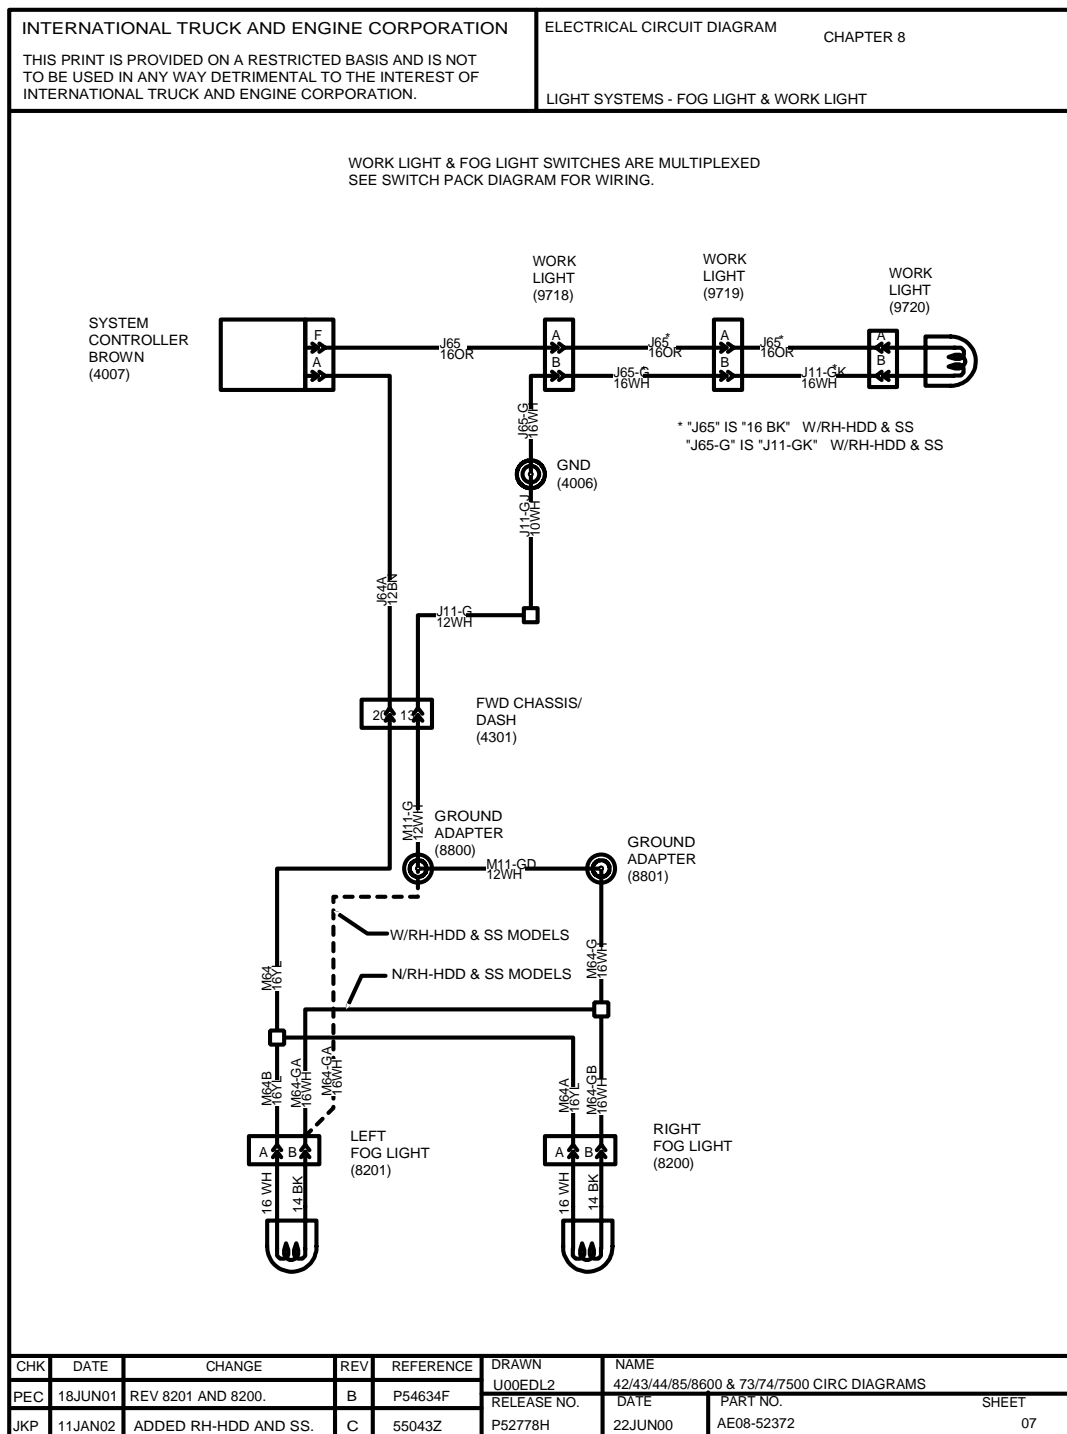 INTERNATIONAL TRUCK AND ENGINE CORPORATION
THIS PRINT IS PROVIDED ON A RESTRICTED BASIS AND IS NOT
TO BE USED IN ANY WAY DETRIMENTAL TO THE INTEREST OF
INTERNATIONAL TRUCK AND ENGINE CORPORATION.
ELECTRICAL CIRCUIT DIAGRAM
CHAPTER 8
LIGHT SYSTEMS - FOG LIGHT & WORK LIGHT
WORK LIGHT & FOG LIGHT SWITCHES ARE MULTIPLEXED
SEE SWITCH PACK DIAGRAM FOR WIRING.
WORK
LIGHT
(9718)
WORK
LIGHT
(9719)
WORK
LIGHT
(9720)
SYSTEM
CONTROLLER
BROWN
(4007)
F
A
J65
16OR
A
B
J65*
16OR
J65-G*
16WH
A
B
J65*
16OR
J11-GK*
16WH
A
B
* "J65" IS "16 BK" W/RH-HDD & SS
"J65-G" IS "J11-GK" W/RH-HDD & SS
J65-G
16WH
GND
(4006)
J11-GJ
10WH
J64A
12BN
J11-G
12WH
20
13
FWD CHASSIS/
DASH
(4301)
M11-G
12WH
GROUND
ADAPTER
(8800)
M11-GD
12WH
GROUND
ADAPTER
(8801)
W/RH-HDD & SS MODELS
N/RH-HDD & SS MODELS
M64
16YL
M64-G
16WH
M64B
16YL
M64-GA
16WH
M64-GA
16WH
M64A
16YL
M64-GB
16WH
A
B
LEFT
FOG LIGHT
(8201)
A
B
RIGHT
FOG LIGHT
(8200)
16 WH
14 BK
16 WH
14 BK
CHK DATE CHANGE REV REFERENCE
PEC 18JUN01 REV 8201 AND 8200. B P54634F
JKP 11JAN02 ADDED RH-HDD AND SS. C 55043Z
DRAWN
U00EDL2
NAME
42/43/44/85/8600 & 73/74/7500 CIRC DIAGRAMS
RELEASE NO.
P52778H
DATE
22JUN00
PART NO.
AE08-52372
SHEET
07